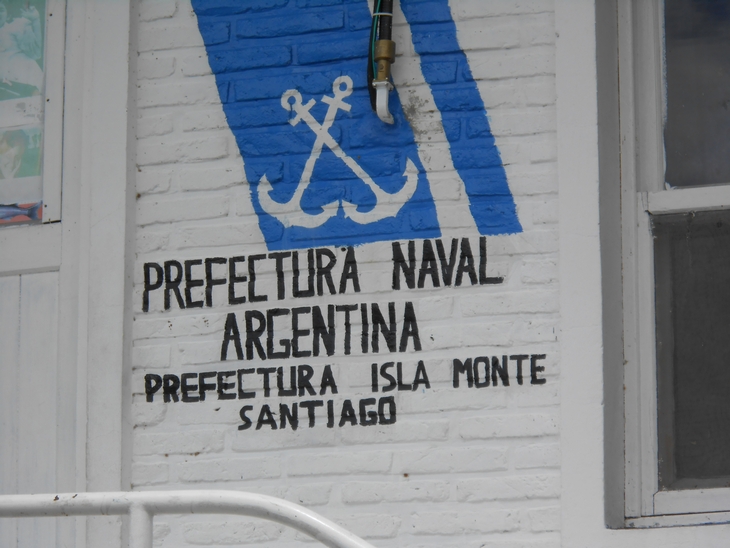 PREFECTURA NAVAL
ARGENTINA
PREFECTURA ISLA MONTE
SANTIAGO